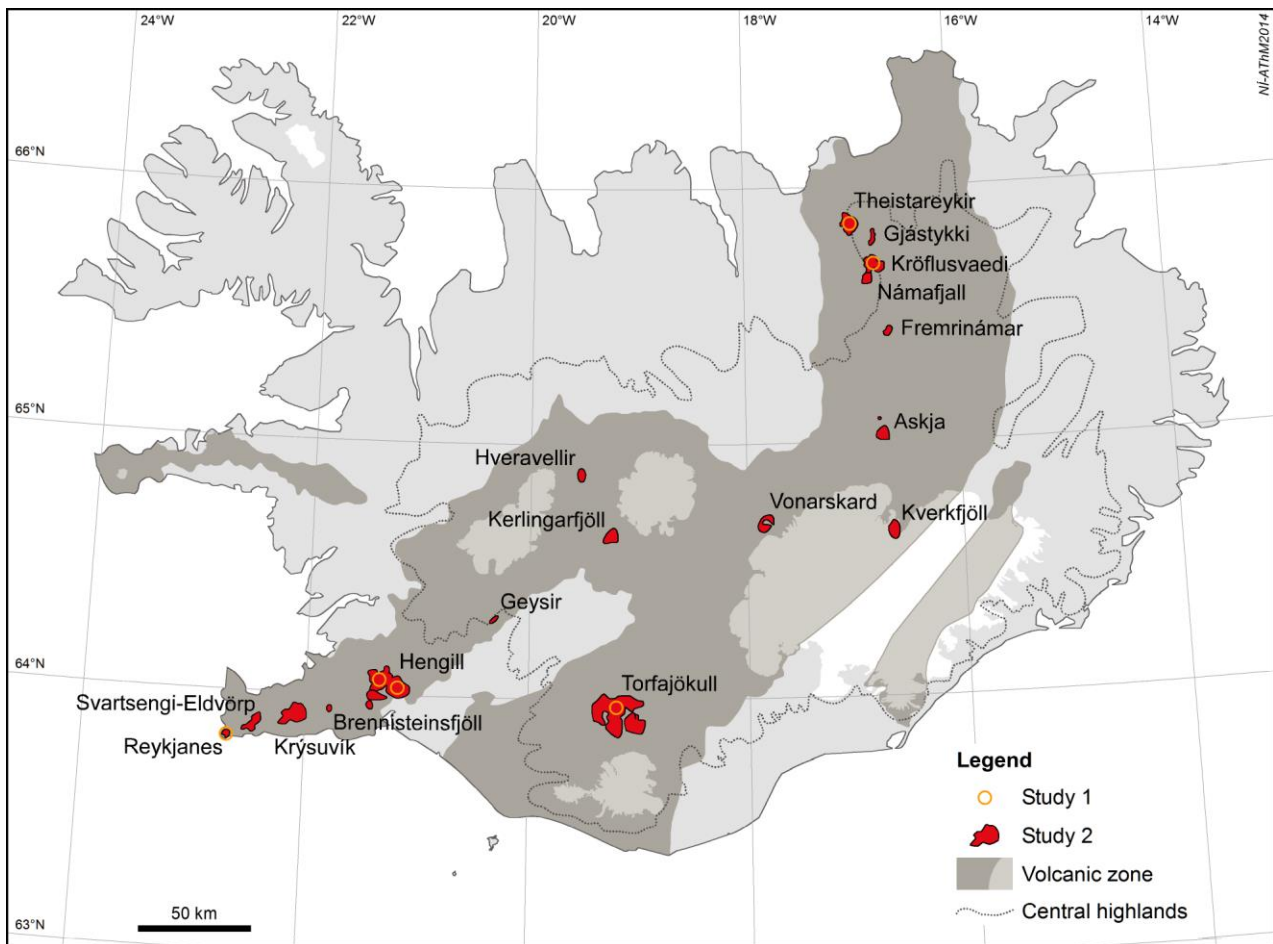 24°W
22°W
20°W
18°W
16°W
14°W
NI-AThM2014
66°N
Theistareykir
Gjástykki
Kröflusvaedi
Námafjall
Fremrinámar
65°N
Askja
Hveravellir
Vonarskard
Kverkfjöll
Kerlingarfjöll
Geysir
64°N
Hengill
Torfajökull
Svartsengi-Eldvörp
Brennisteinsfjöll
Reykjanes
Krýsuvík
Legend
Study 1
Study 2
Volcanic zone
Central highlands
50 km
63°N